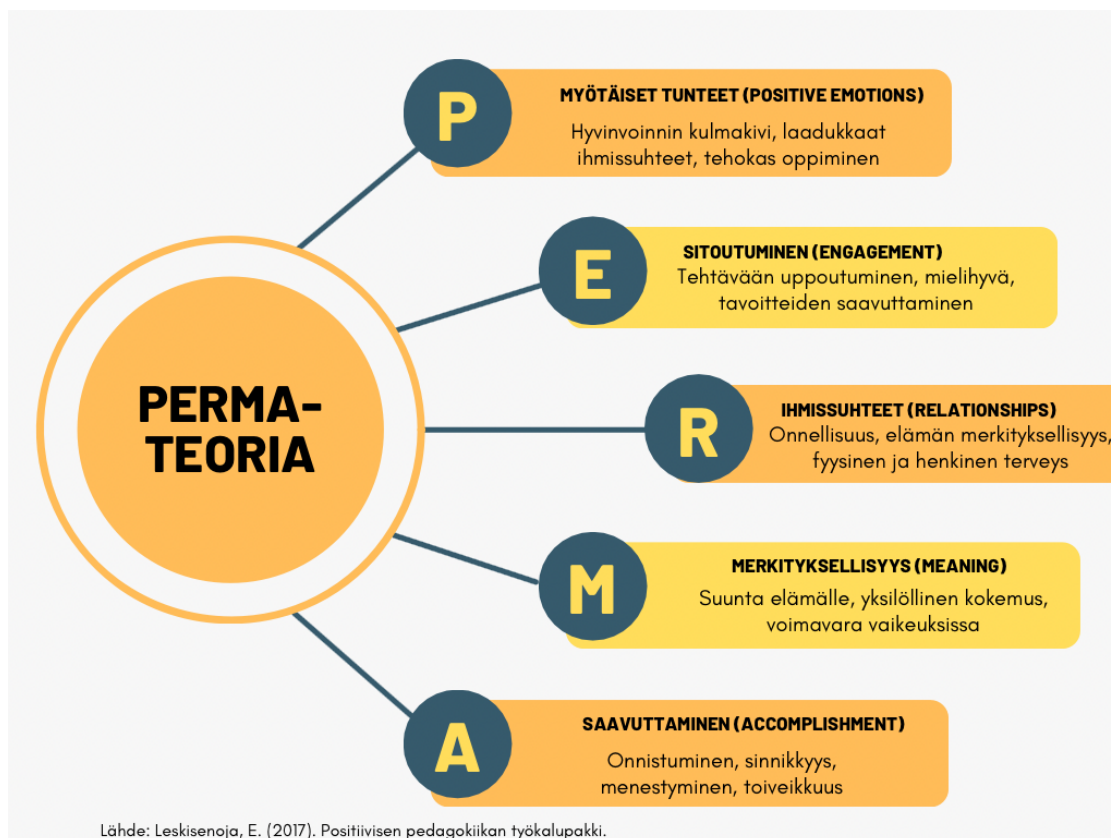 PERMA-
TEORIA
P
MYÖTÄISET TUNTEET (POSITIVE EMOTIONS)
Hyvinvoinnin kulmakivi, laadukkaat
ihmissuhteet, tehokas oppiminen
E
SITOUTUMINEN (ENGAGEMENT)
Tehtävään uppoutuminen, mielihyvä,
tavoitteiden saavuttaminen
R
IHMISSUHTEET (RELATIONSHIPS)
Onnellisuus, elämän merkityksellisyys,
fyysinen ja henkinen terveys
M
MERKITYKSELLISYYS (MEANING)
Suunta elämälle, yksilöllinen kokemus,
voimavara vaikeuksissa
A
SAAVUTTAMINEN (ACCOMPLISHMENT)
Onnistuminen, sinnikkyys,
menestyminen, toiveikkuus
Lähde: Leskisenoja, E. (2017). Positiivisen pedagokiikan työkalupakki.